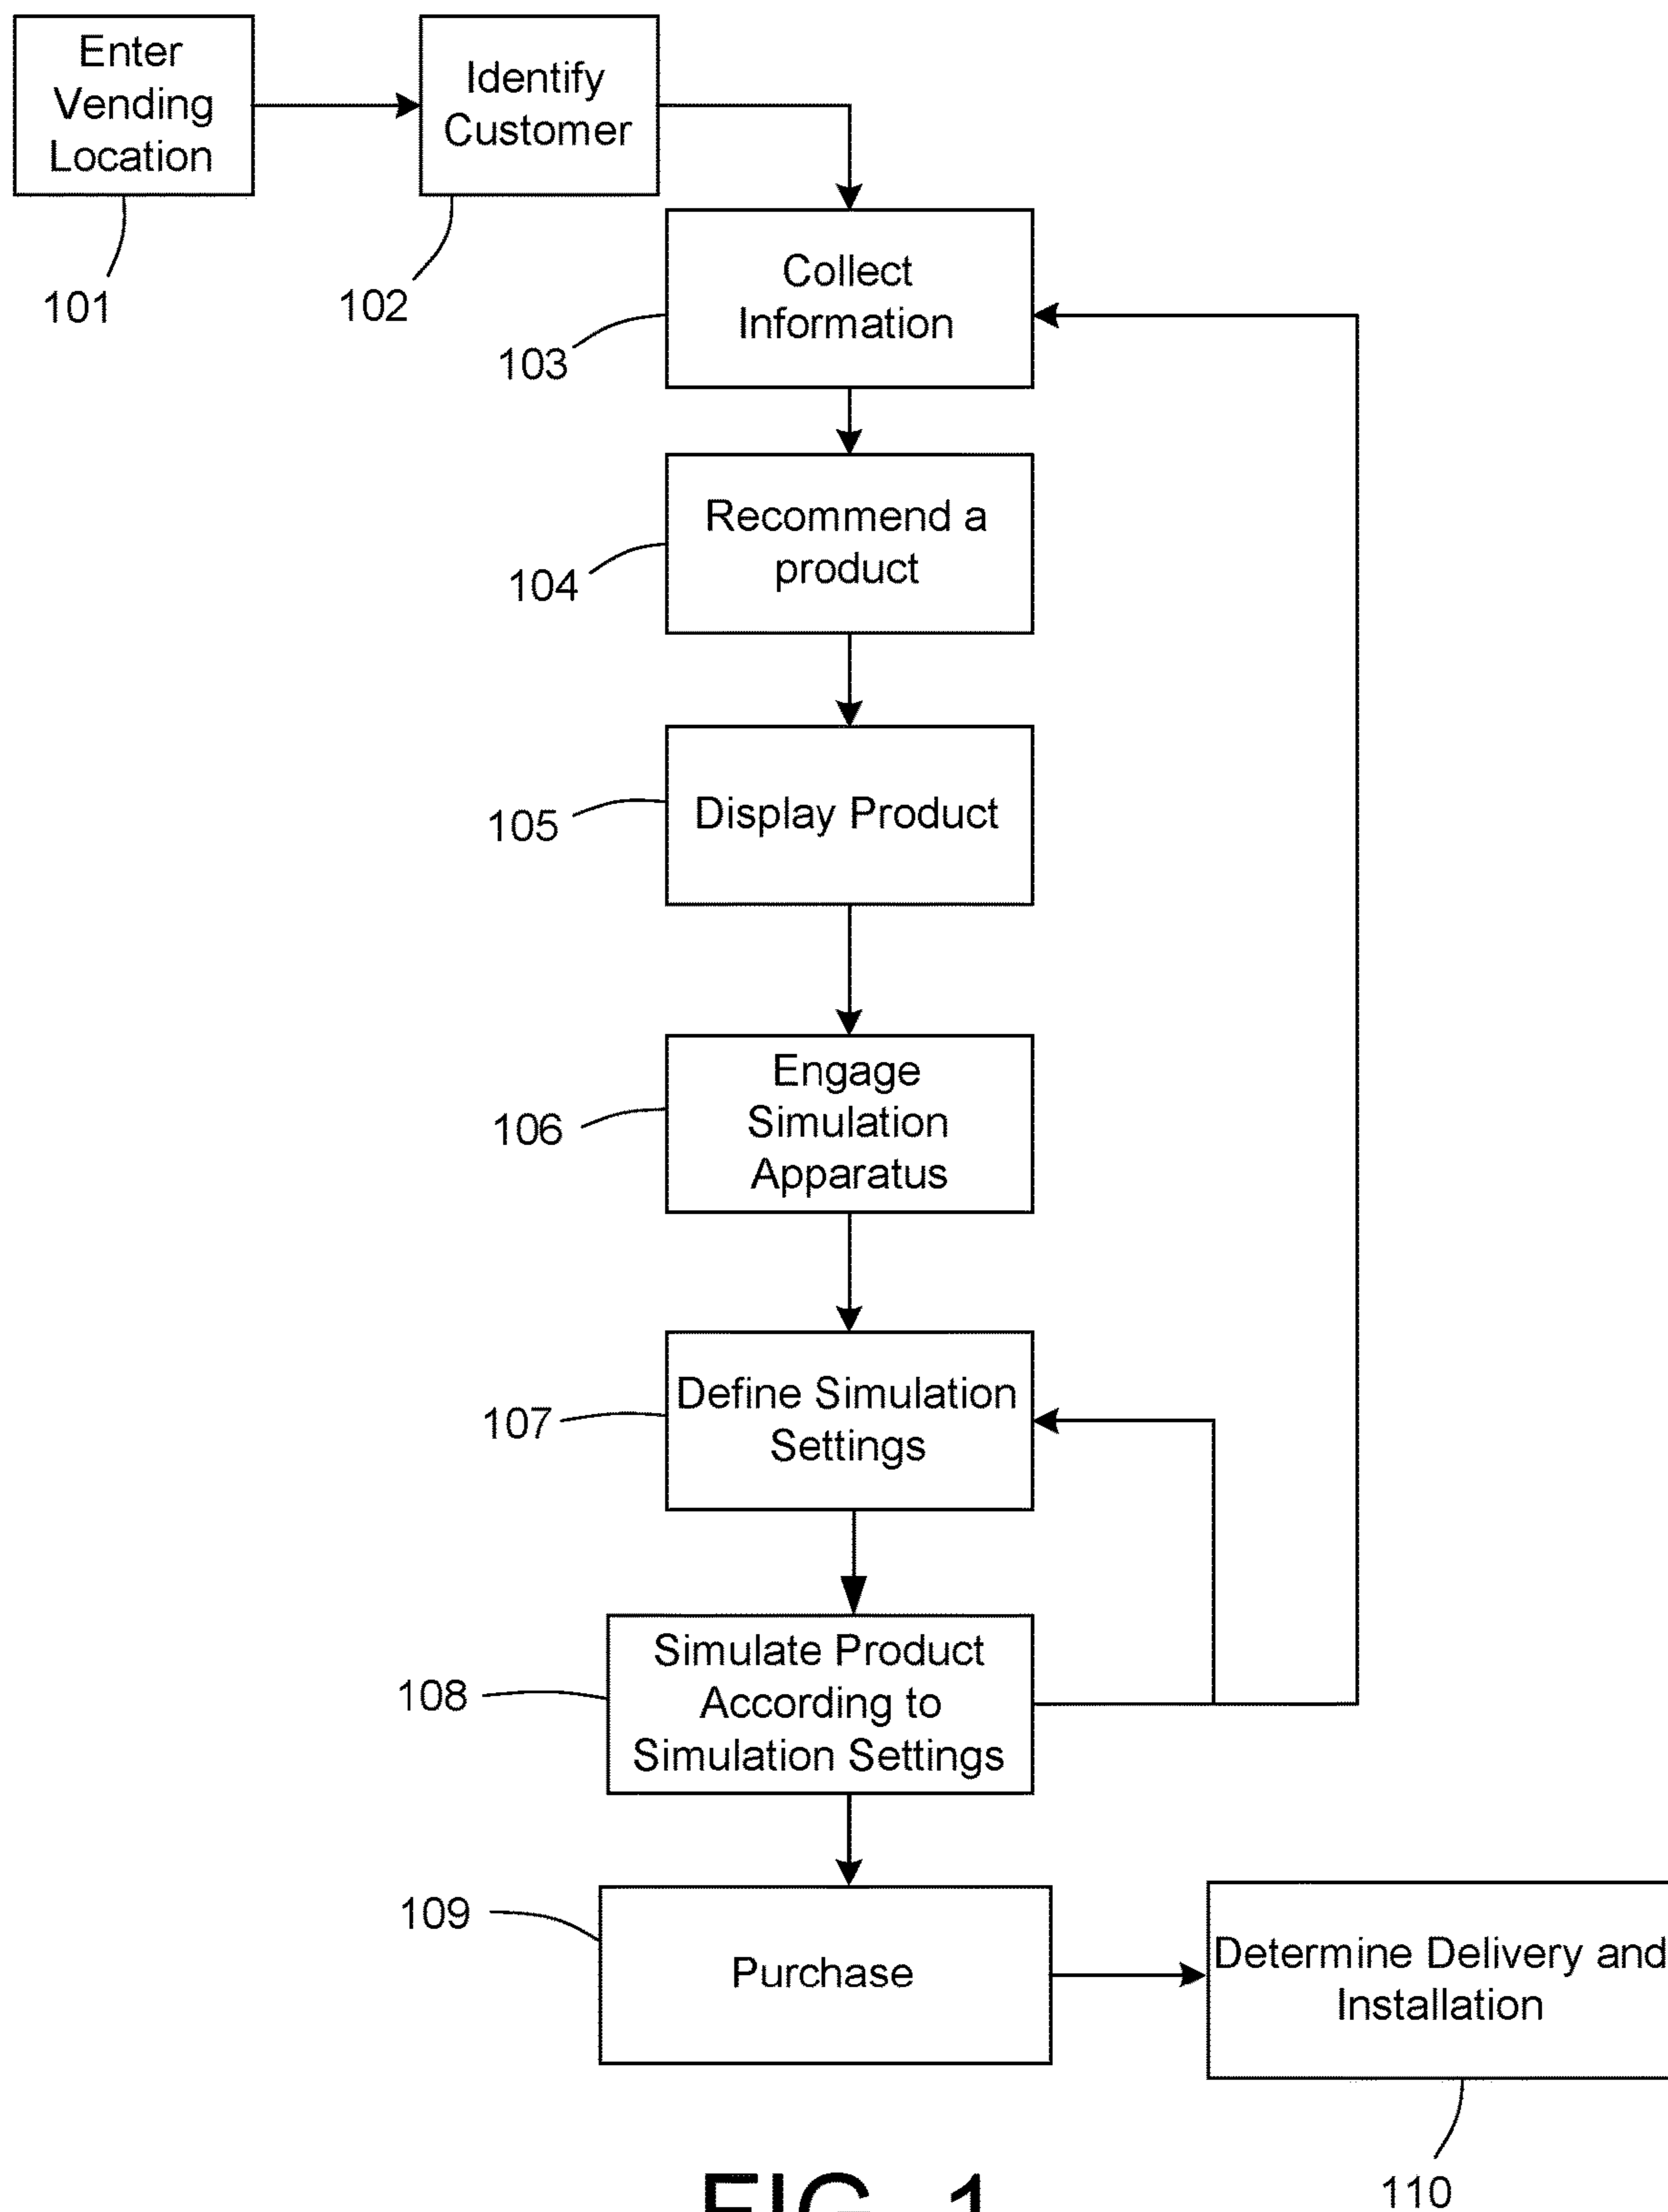 Enter
Vending
Location
Identify
Customer
101
102
Collect
Information
103
Recommend a
product
104
Display Product
105
Engage
Simulation
Apparatus
106
Define Simulation
Settings
107
Simulate Product
According to
Simulation Settings
108
109
Purchase
Determine Delivery and
Installation
110
FIG. 1